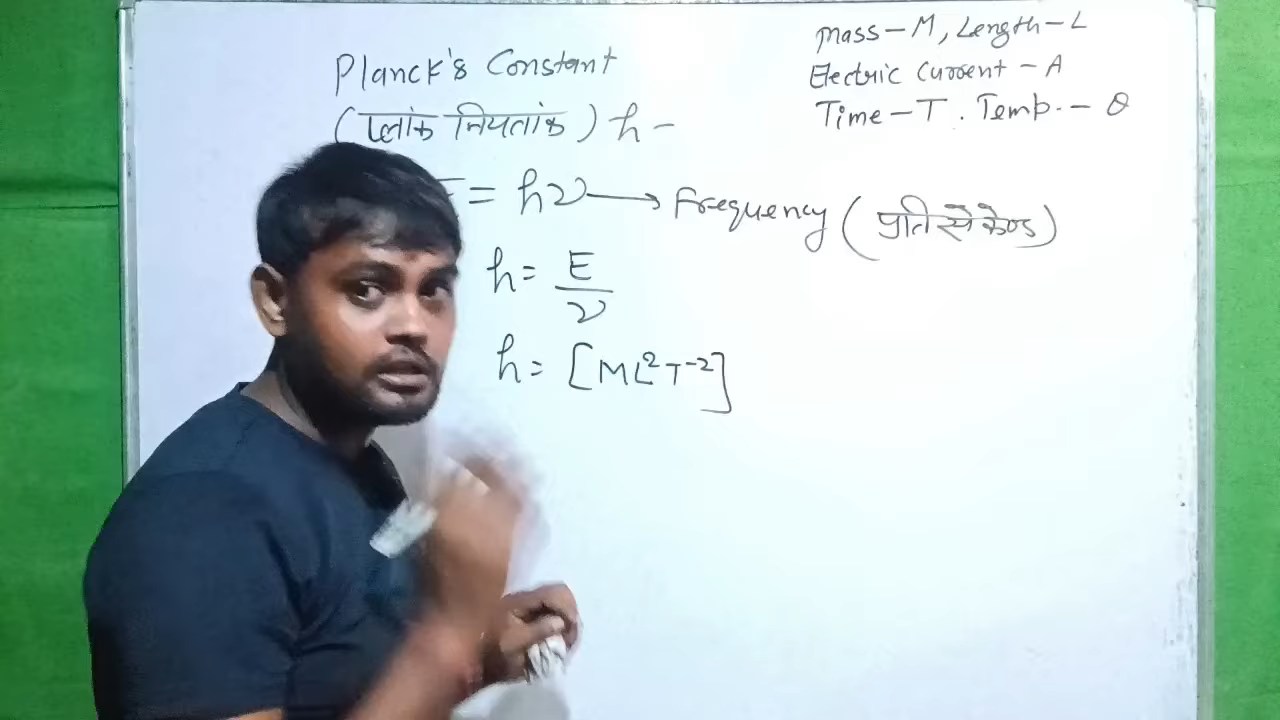 Planck's Constant
(प्लांक नियतांक) h -
= hν → Frequency (प्रति सेकेण्ड)
h = E/ν
h = [ML²T⁻²]
Mass - M, Length - L
Electric Current - A
Time - T . Temp. - θ